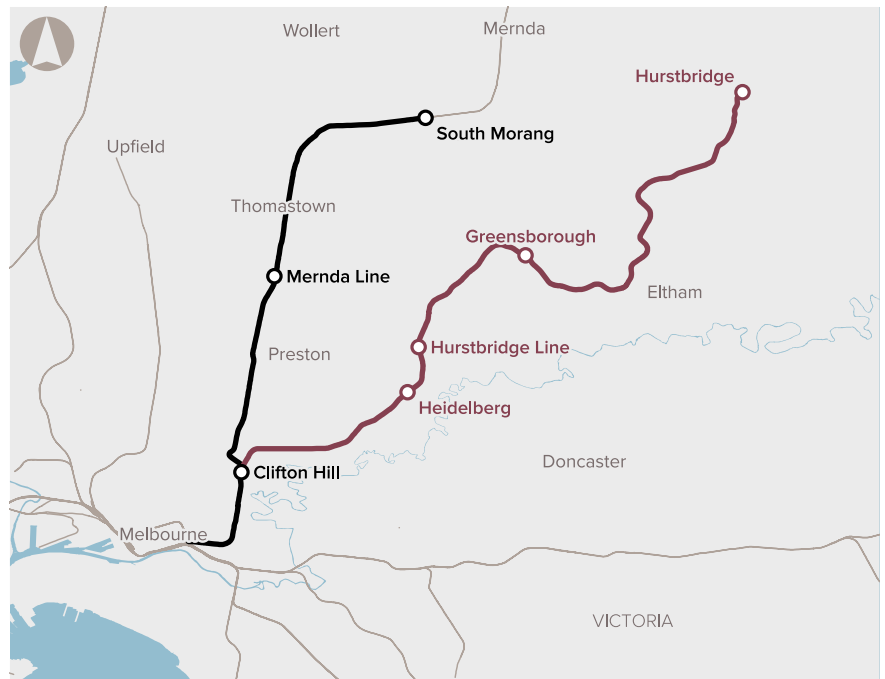 Wollert
Mernda
Hurstbridge
South Morang
Upfield
Thomastown
Greensborough
Mernda Line
Eltham
Hurstbridge Line
Preston
Heidelberg
Doncaster
Clifton Hill
Melbourne
VICTORIA